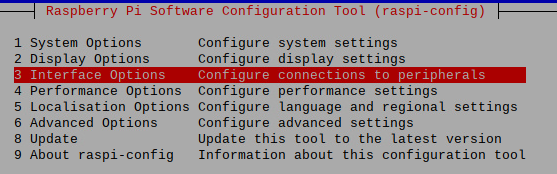 Raspberry Pi Software Configuration Tool (raspi-config)
1 System Options Configure system settings
2 Display Options Configure display settings
3 Interface Options Configure connections to peripherals
4 Performance Options Configure performance settings
5 Localisation Options Configure language and regional settings
6 Advanced Options Configure advanced settings
8 Update Update this tool to the latest version
9 About raspi-config Information about this configuration tool